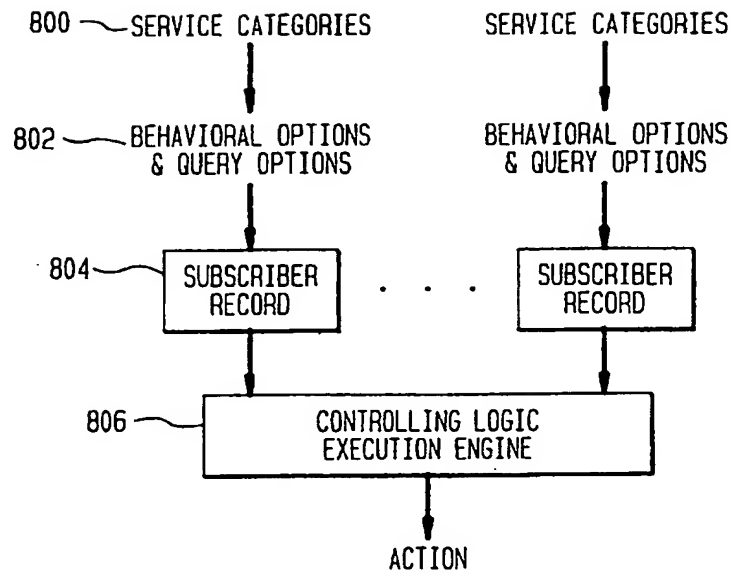 800 SERVICE CATEGORIES SERVICE CATEGORIES
802 BEHAVIORAL OPTIONS BEHAVIORAL OPTIONS
& QUERY OPTIONS & QUERY OPTIONS
804 SUBSCRIBER SUBSCRIBER
RECORD . . . RECORD
806 CONTROLLING LOGIC
EXECUTION ENGINE
ACTION